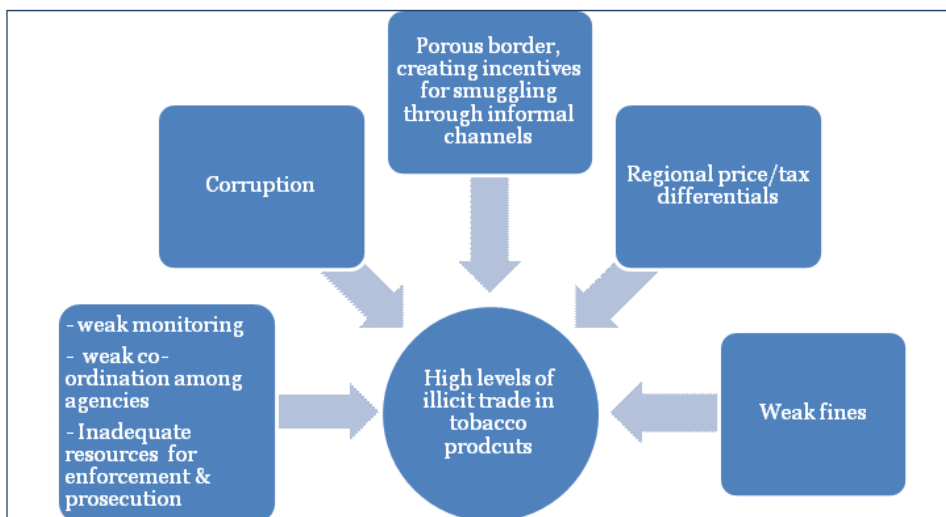 Porous border,
creating incentives
for smuggling
through informal
channels
Corruption
Regional price/tax
differentials
- weak monitoring
- weak co-
ordination among
agencies
- Inadequate
resources for
enforcement &
prosecution
High levels of
illicit trade in
tobacco
prodcuts
Weak fines